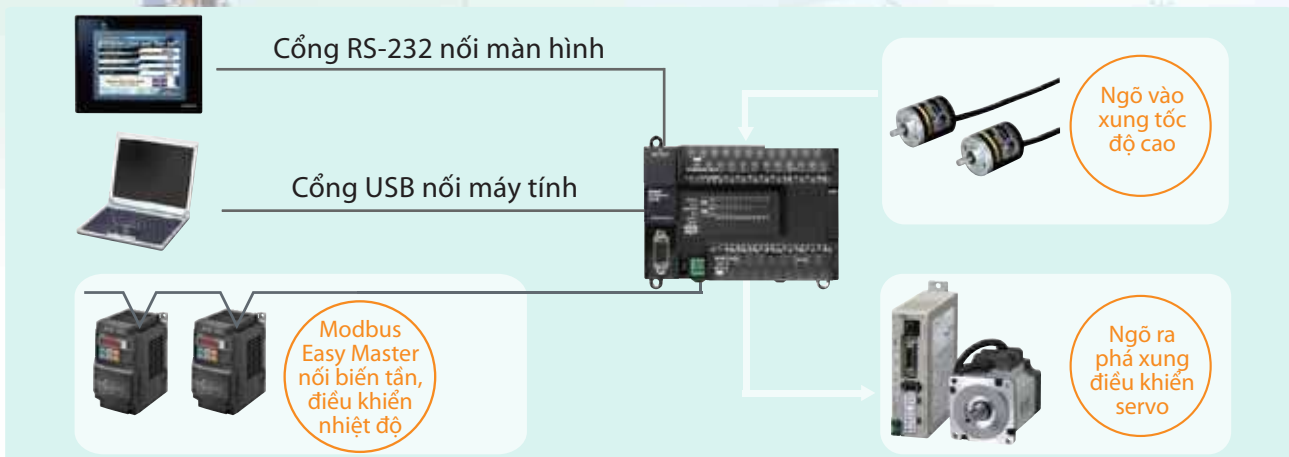 Cổng RS-232 nối màn hình
Cổng USB nối máy tính
Ngõ vào
xung tốc
độ cao
Modbus
Easy Master
nối biến tần,
điều khiển
nhiệt độ
Ngõ ra
phá xung
điều khiển
servo